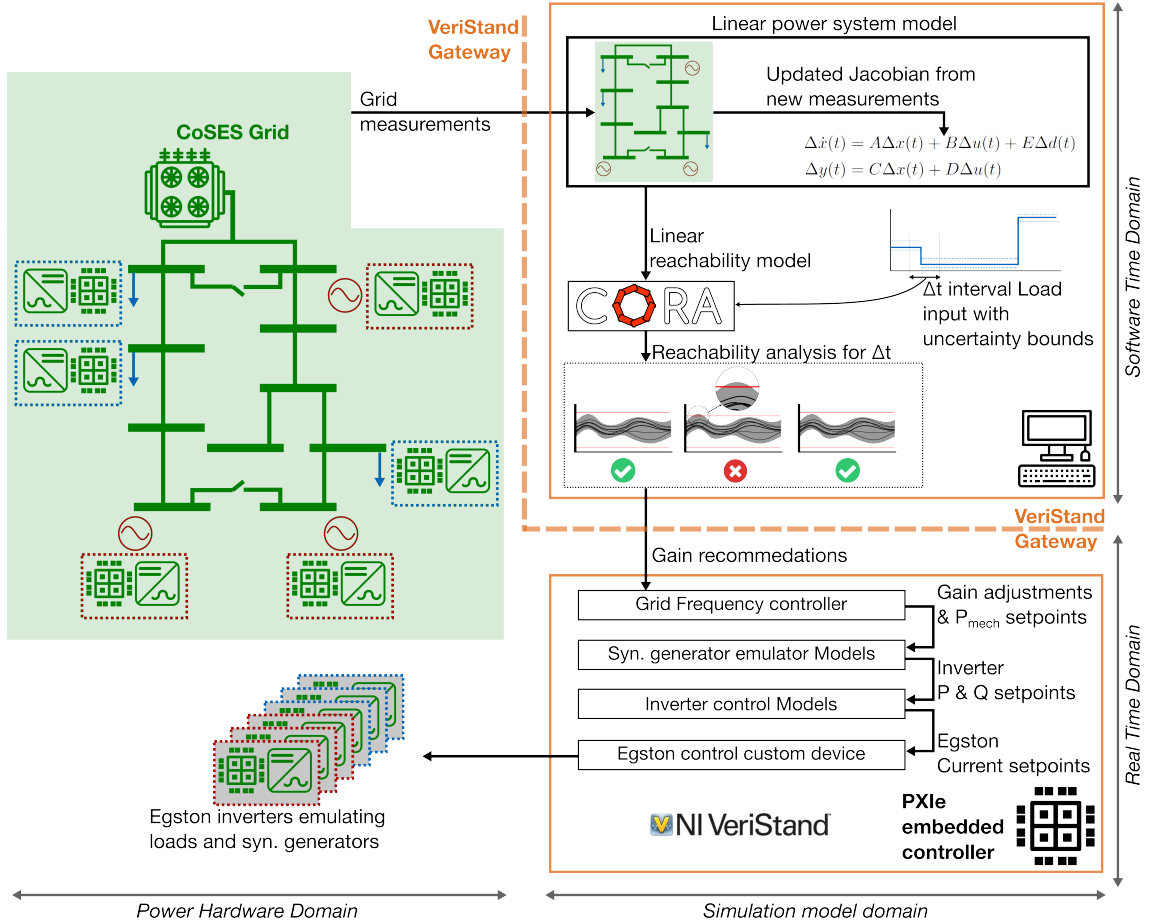 VeriStand
Gateway
Linear power system model
Updated Jacobian from
new measurements
Δẋ(t) = AΔx(t) + BΔu(t) + EΔd(t)
Δy(t) = CΔx(t) + DΔu(t)
Grid
measurements
CoSES Grid
Linear
reachability model
CORA
Δt interval Load
input with
uncertainty bounds
Reachability analysis for Δt
Software Time Domain
VeriStand
Gateway
Gain recommedations
Grid Frequency controller
Gain adjustments
& Pmech setpoints
Syn. generator emulator Models
Inverter
P & Q setpoints
Inverter control Models
Egston control custom device
Egston
Current setpoints
NI VeriStand
PXIe
embedded
controller
Real Time Domain
Egston inverters emulating
loads and syn. generators
Power Hardware Domain
Simulation model domain